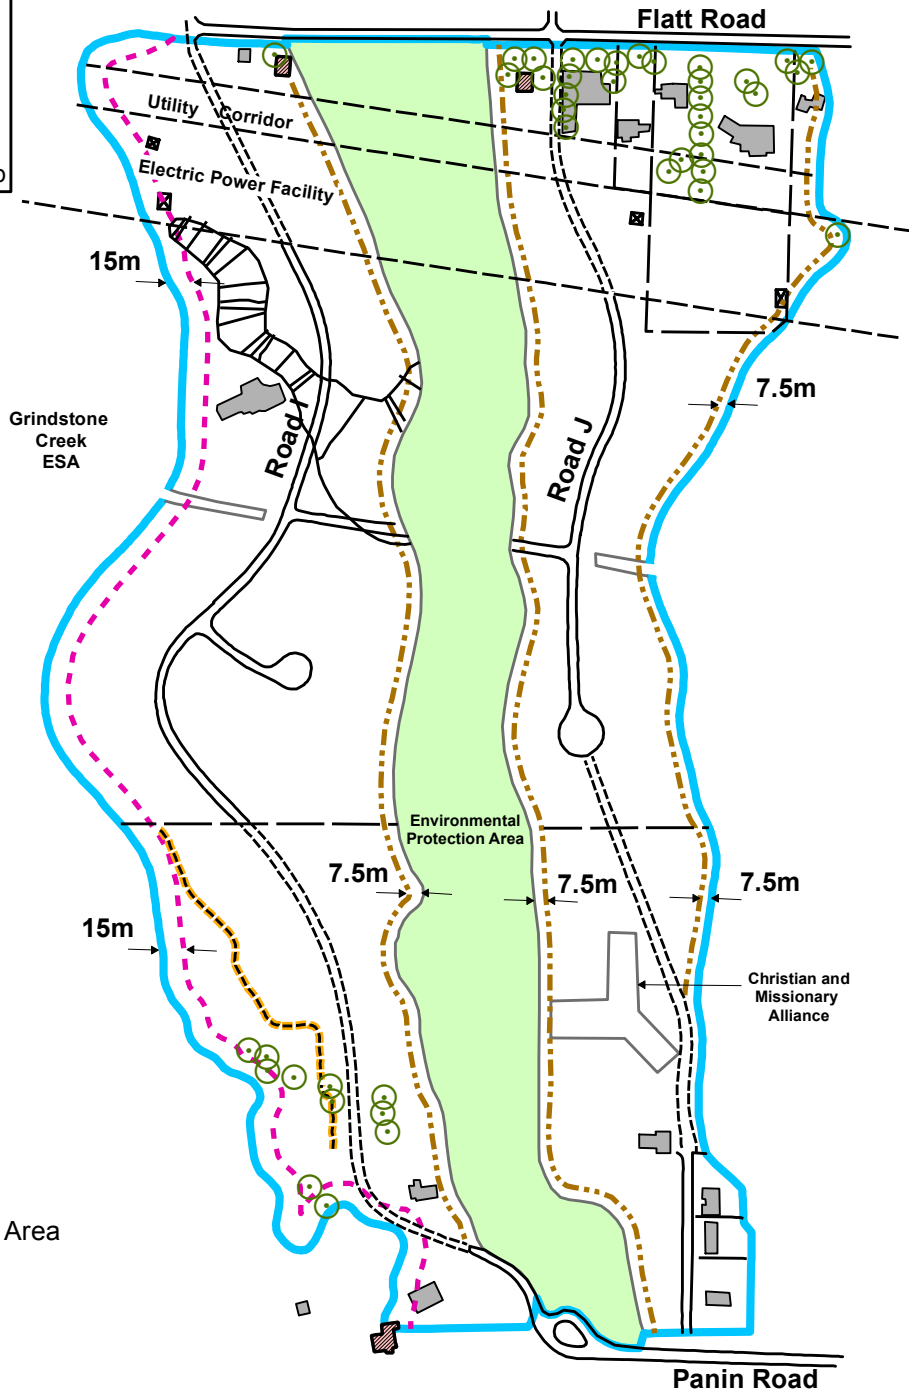 Flatt Road
Utility Corridor
Electric Power Facility
15m
7.5m
Grindstone
Creek
ESA
Road I
Road J
Environmental
Protection Area
7.5m
7.5m
7.5m
15m
Christian and
Missionary
Alliance
Area
Panin Road